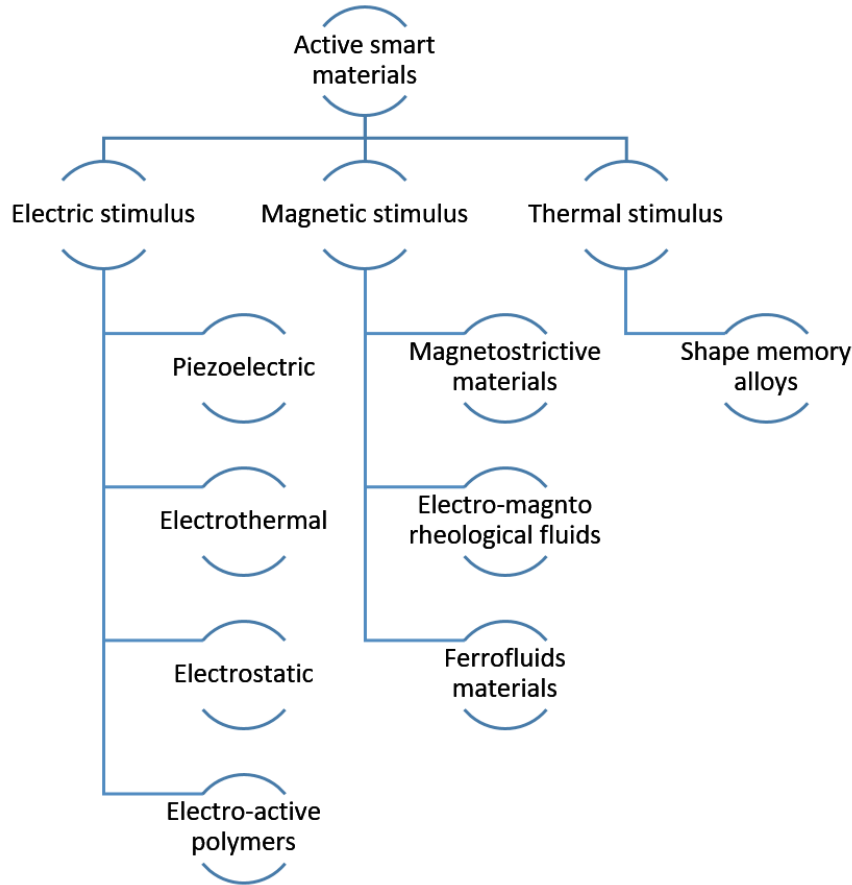 Active smart
materials
Electric stimulus
Magnetic stimulus
Thermal stimulus
Piezoelectric
Magnetostrictive
materials
Shape memory
alloys
Electrothermal
Electro-magnto
rheological fluids
Electrostatic
Ferrofluids
materials
Electro-active
polymers